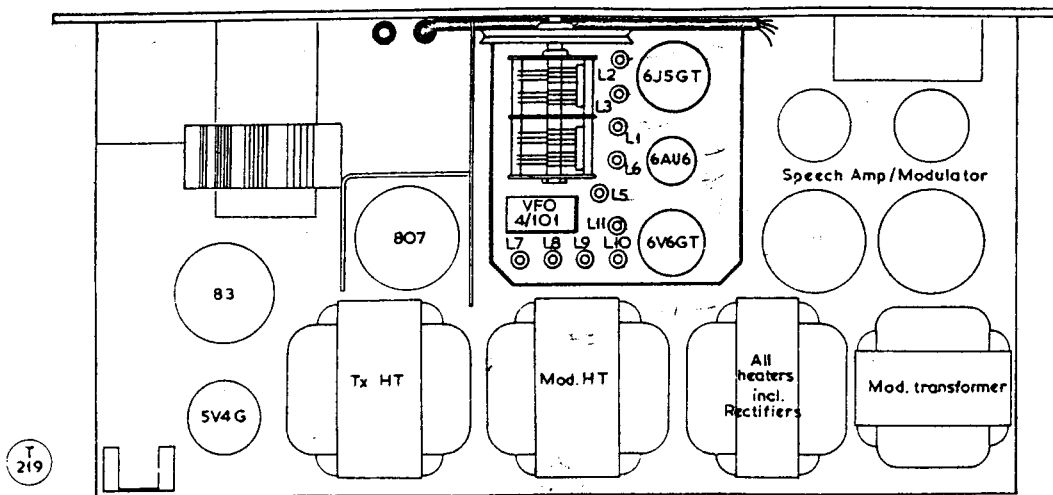 L2
6J5GT
L3
L1
6AU6
L6
Speech Amp/Modulator
L5
VFO
4/101
L11
807
L7 L8 L9 L10
6V6GT
83
Tx HT
Mod. HT
All
heaters
incl.
Rectifiers
Mod. transformer
5V4G
T
219